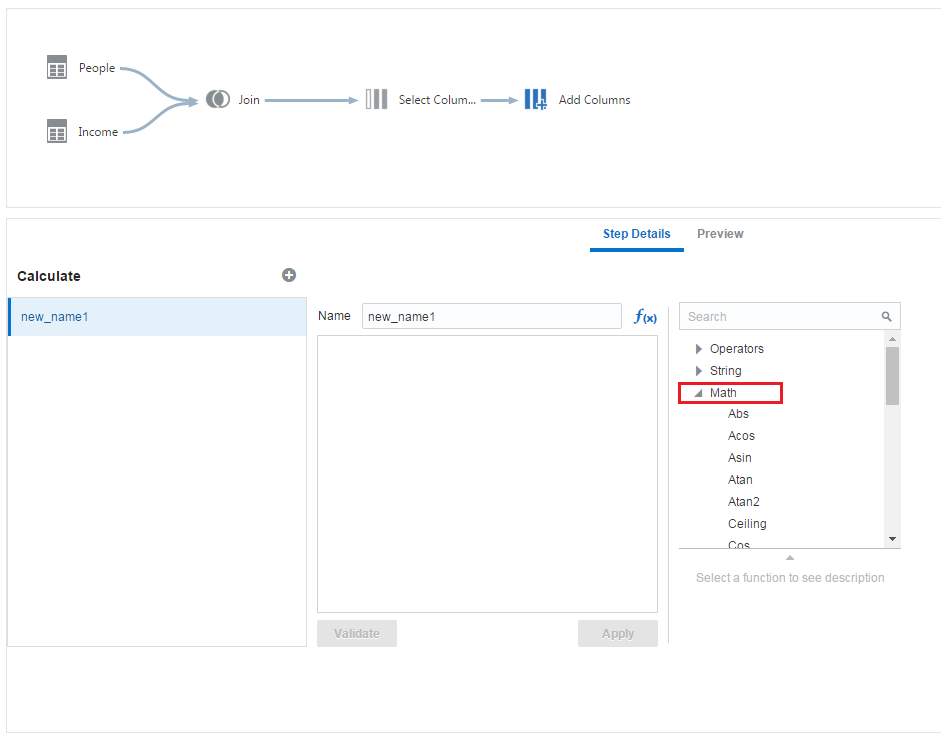 People
Join
Select Colum...
Add Columns
Income
Step Details
Preview
Calculate
new_name1
Name
new_name1
f(x)
Search
Operators
String
Math
Abs
Acos
Asin
Atan
Atan2
Ceiling
Cos
Select a function to see description
Validate
Apply